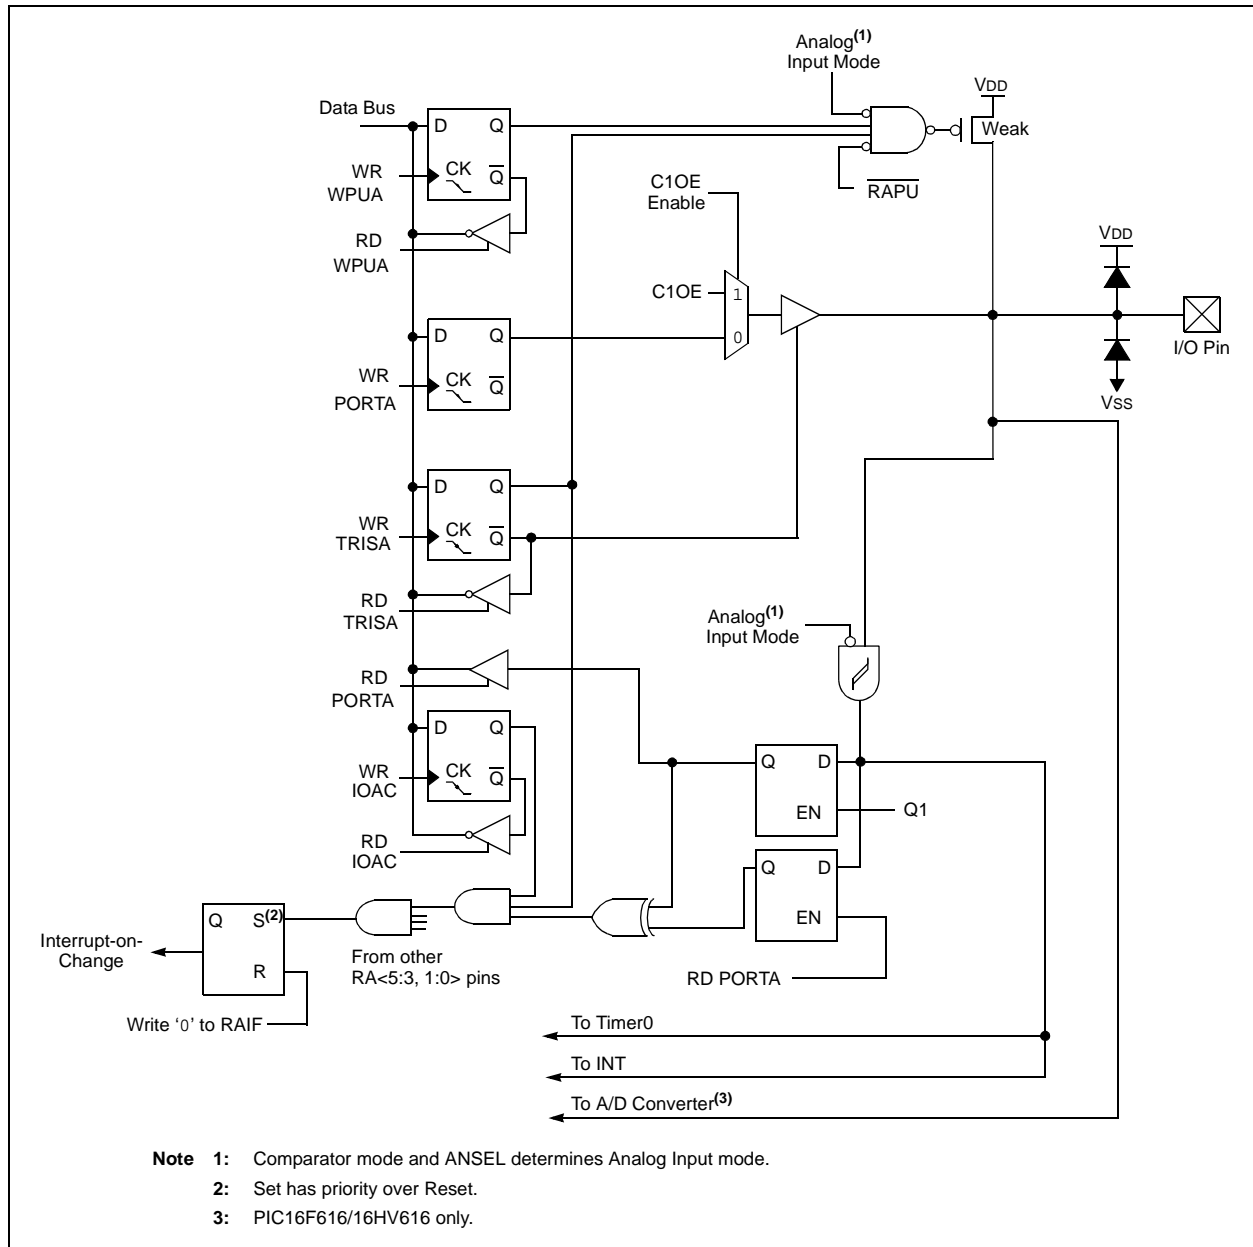 Analog(1)
Input Mode
VDD
Data Bus
D Q
Weak
WR
WPUA
CK Q
RAPU
C1OE
Enable
RD
WPUA
VDD
C1OE
1
D Q
0
I/O Pin
WR
PORTA
CK Q
VSS
D Q
WR
TRISA
CK Q
RD
TRISA
Analog(1)
Input Mode
RD
PORTA
D Q
WR
IOAC
CK Q
Q D
EN
Q1
RD
IOAC
Q D
EN
Q S(2)
R
Interrupt-on-
Change
From other
RA<5:3, 1:0> pins
RD PORTA
Write ‘0’ to RAIF
To Timer0
To INT
To A/D Converter(3)
Note 1: Comparator mode and ANSEL determines Analog Input mode.
2: Set has priority over Reset.
3: PIC16F616/16HV616 only.